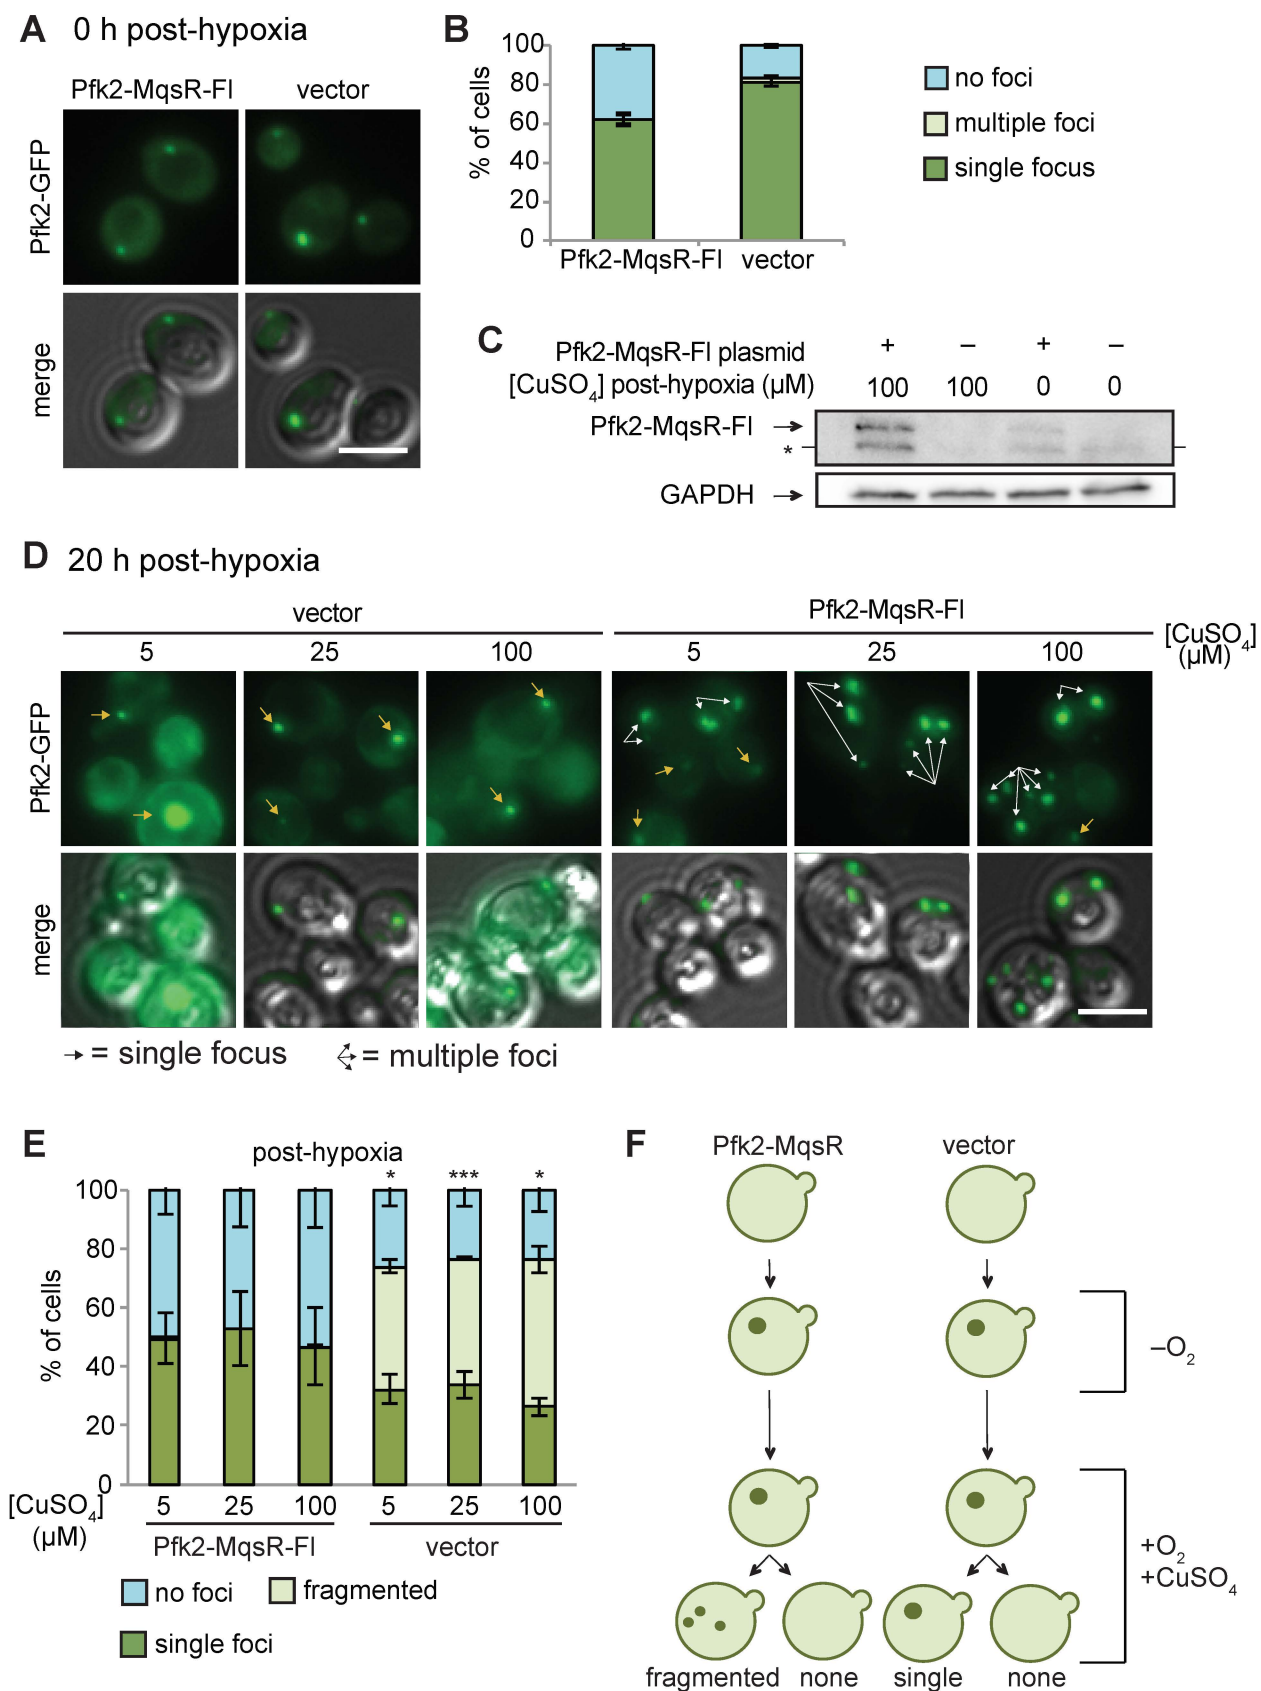 A 0 h post-hypoxia
Pfk2-MqsR-Fl vector
Pfk2-GFP
merge
B
% of cells
100
80
60
40
20
0
Pfk2-MqsR-Fl vector
no foci
multiple foci
single focus
C
Pfk2-MqsR-Fl plasmid + – + –
[CuSO4] post-hypoxia (µM) 100 100 0 0
Pfk2-MqsR-Fl
*
GAPDH
D 20 h post-hypoxia
vector Pfk2-MqsR-Fl
5 25 100 5 25 100 [CuSO4] (µM)
Pfk2-GFP
merge
= single focus = multiple foci
E
post-hypoxia
* *** *
% of cells
100
80
60
40
20
0
[CuSO4] (µM) 5 25 100 5 25 100
Pfk2-MqsR-Fl vector
no foci fragmented
single foci
F
Pfk2-MqsR vector
–O2
+O2
+CuSO4
fragmented none single none